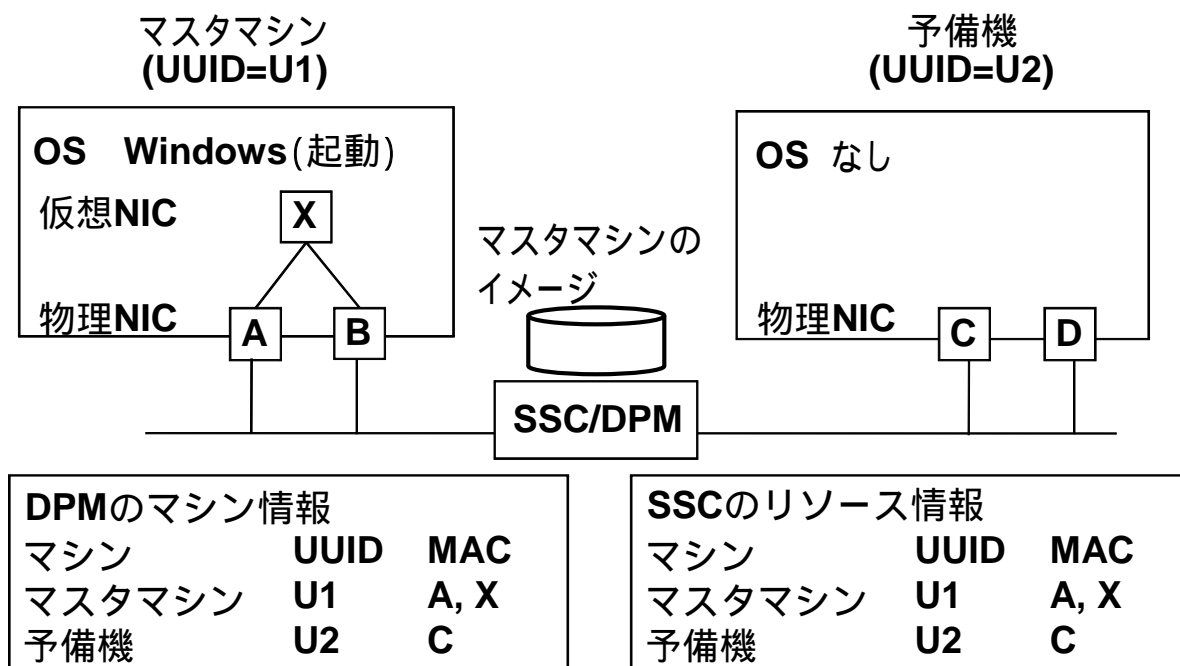 マスタマシン
(UUID=U1)
予備機
(UUID=U2)
OS Windows(起動)
仮想NIC
X
物理NIC
A
B
マスタマシンの
イメージ
SSC/DPM
OS なし
物理NIC
C
D
DPMのマシン情報
マシン UUID MAC
マスタマシン U1 A, X
予備機 U2 C
SSCのリソース情報
マシン UUID MAC
マスタマシン U1 A, X
予備機 U2 C